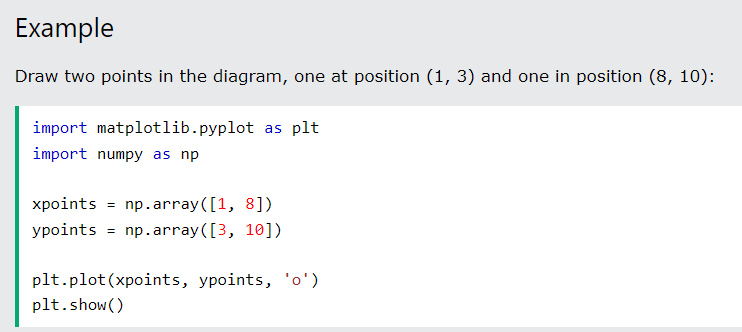 Example
Draw two points in the diagram, one at position (1, 3) and one in position (8, 10):
import matplotlib.pyplot as plt
import numpy as np
xpoints = np.array([1, 8])
ypoints = np.array([3, 10])
plt.plot(xpoints, ypoints, 'o')
plt.show()